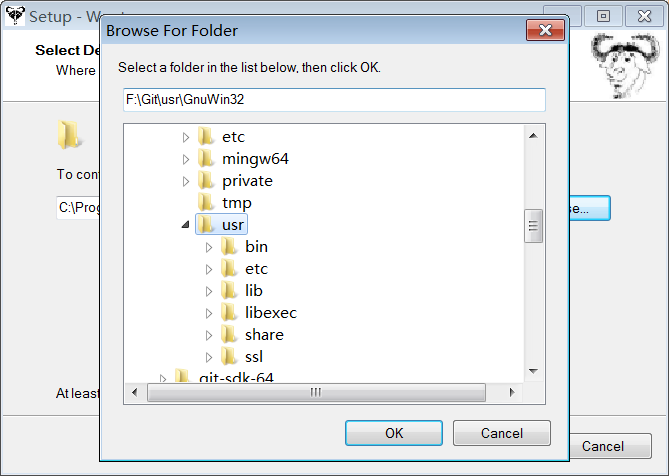 Setup - W
Browse For Folder
Select De
Where
Select a folder in the list below, then click OK.
F:\Git\usr\GnuWin32
To con
C:\Prog
se...
etc
mingw64
private
tmp
usr
bin
etc
lib
libexec
share
ssl
git-sdk-64
At least
OK
Cancel
Cancel